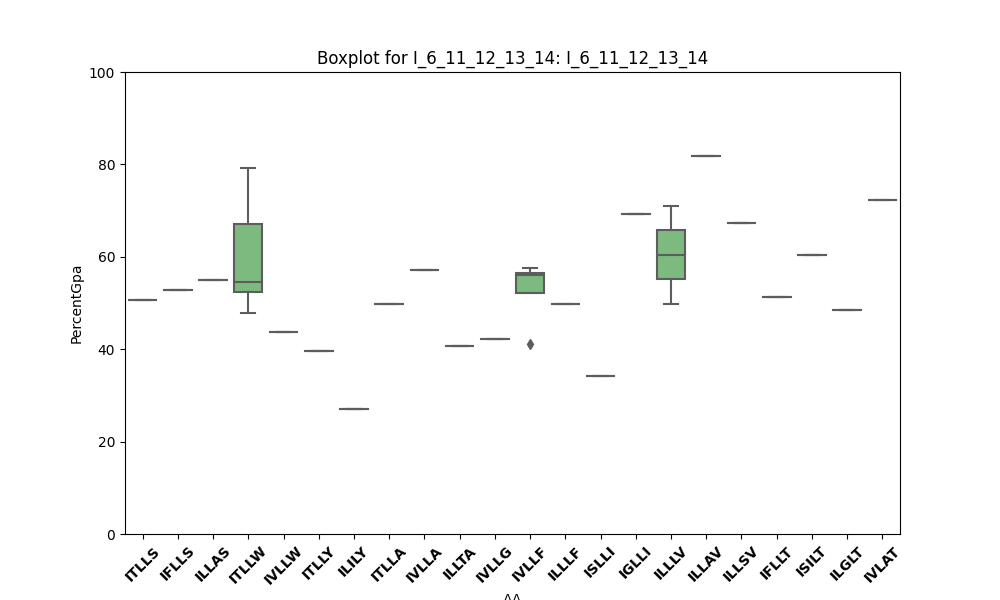 Boxplot for I_6_11_12_13_14: I_6_11_12_13_14
100
80
60
40
20
0
PercentGpa
ITLLS IFLLS ILLAS ITLLW IVLLW ITLLY ILILY ITLLA IVLLA ILLTA IVLLG IVLLF ILLLF ISLLI IGLLI ILLLV ILLAV ILLSV IFLLT ISILT ILGLT IVLAT
AA